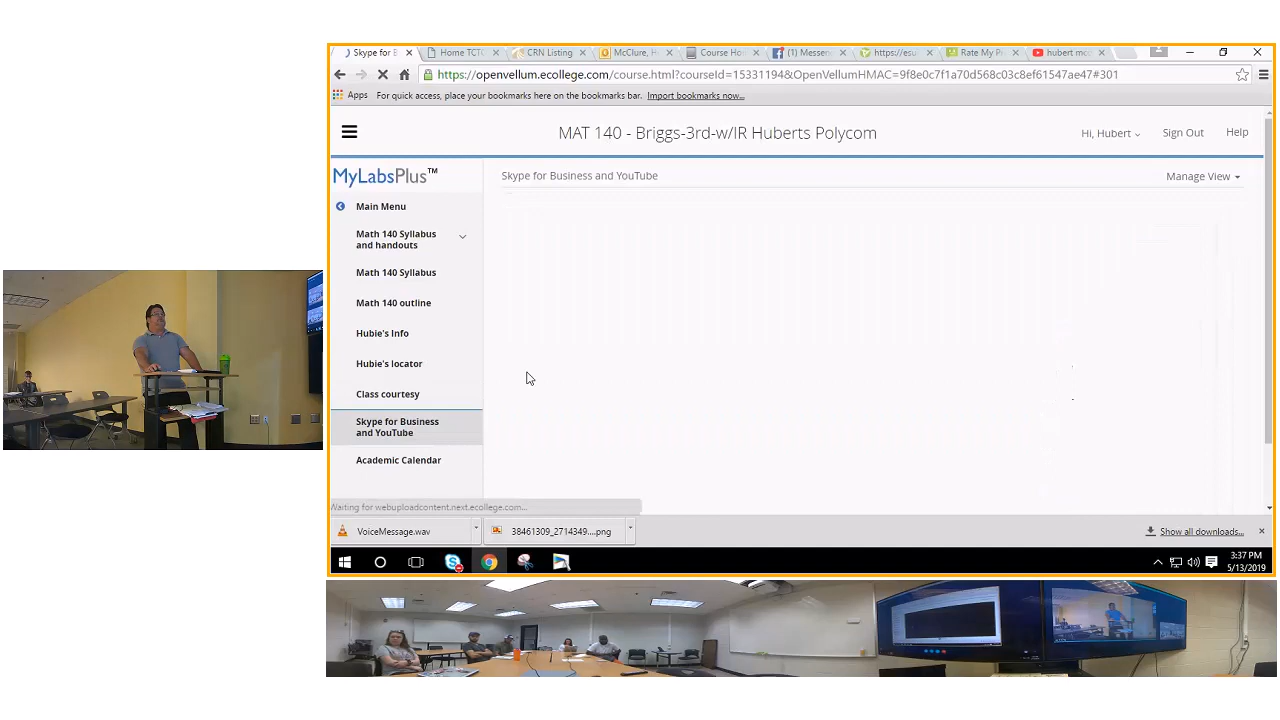 Skype for B
Home TCTC
CRN Listing
McClure, H
Course Ho
(1) Messen
https://esu
Rate My Pr
hubert mc
https://openvellum.ecollege.com/course.html?courseId=15331194&OpenVellumHMAC=9f8e0c7f1a70d568c03c8ef61547ae47#301
Apps For quick access, place your bookmarks here on the bookmarks bar. Import bookmarks now...
MAT 140 - Briggs-3rd-w/IR Huberts Polycom
Hi, Hubert
Sign Out
Help
MyLabsPlus™
Skype for Business and YouTube
Manage View
Main Menu
Math 140 Syllabus
and handouts
Math 140 Syllabus
Math 140 outline
Hubie's Info
Hubie's locator
Class courtesy
Skype for Business
and YouTube
Academic Calendar
Waiting for webuploadcontent.next.ecollege.com...
VoiceMessage.wav
38461309_2714349....png
Show all downloads...
3:37 PM
5/13/2019